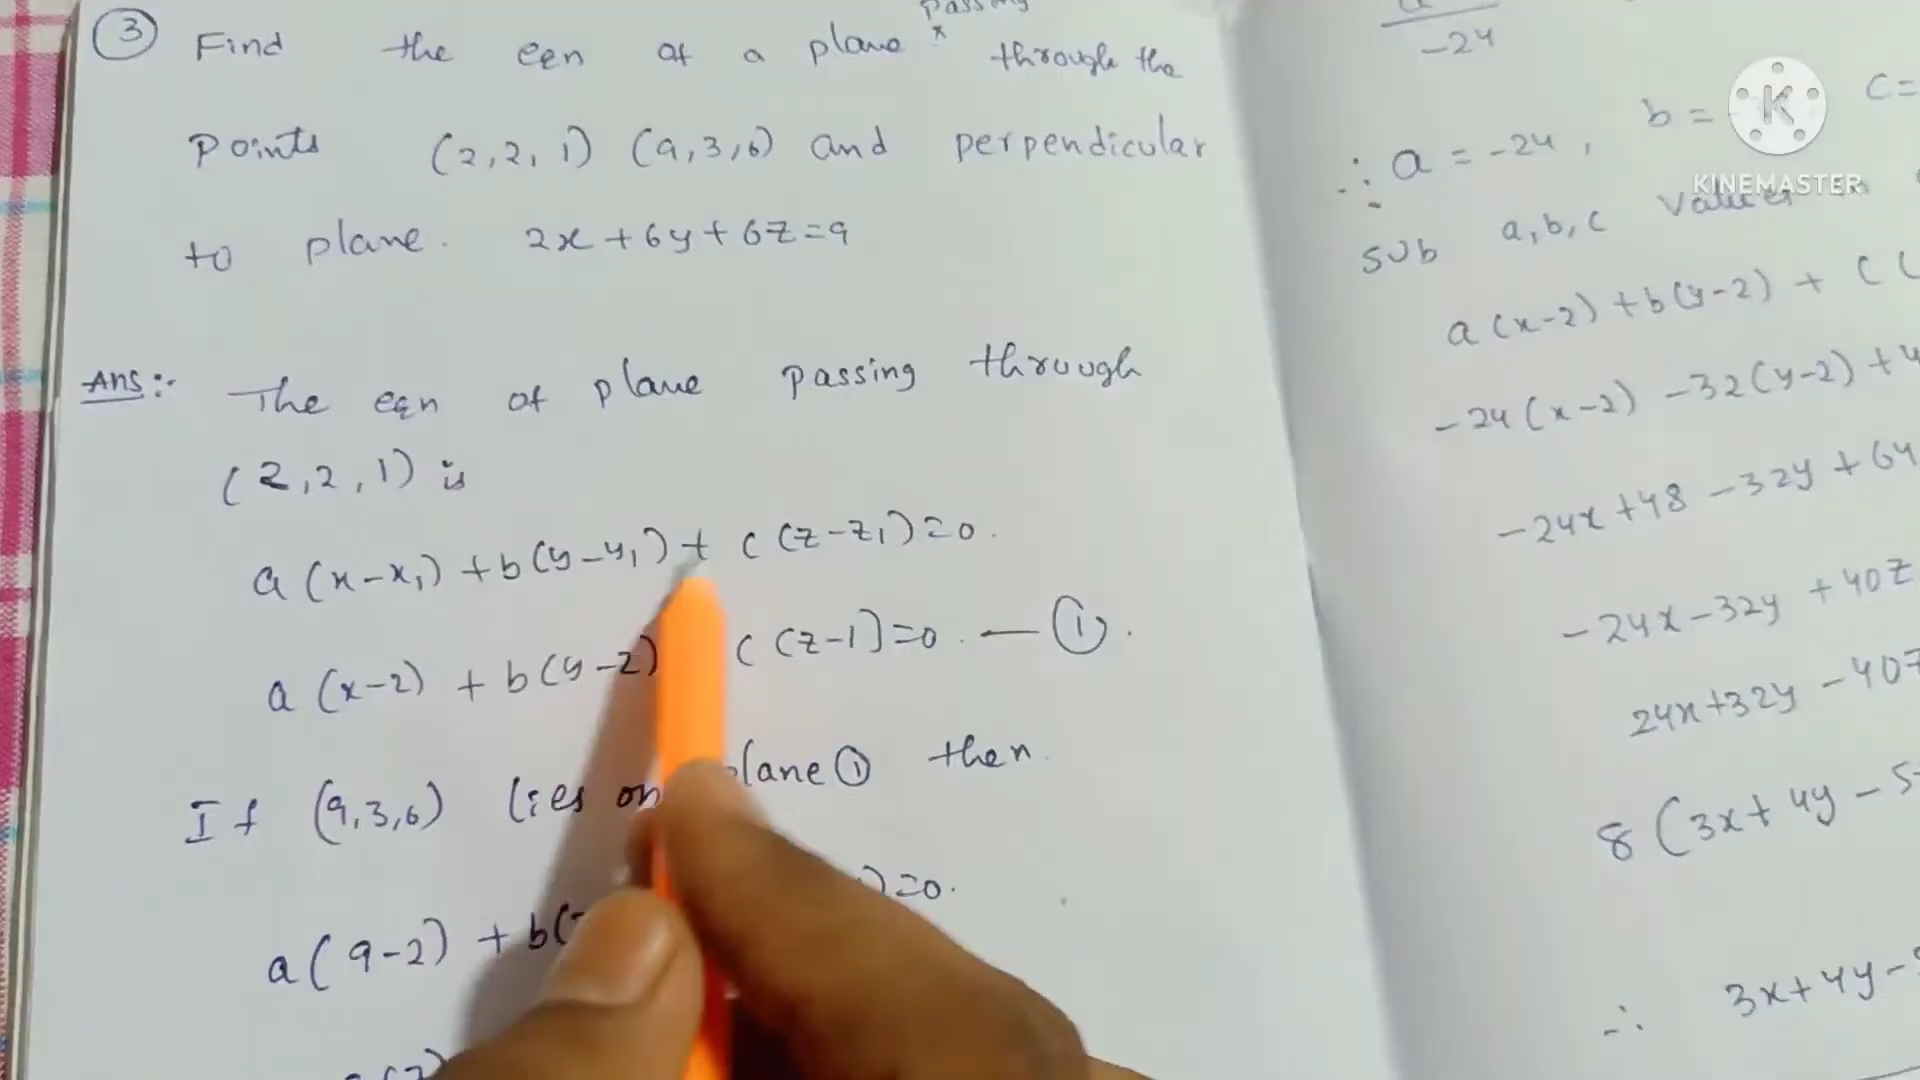 ③ Find the eqn of a plane passing through the
points (2,2,1) (9,3,6) and perpendicular
to plane. 2x+6y+6z=9
Ans:- The eqn of plane passing through
(2,2,1) is
a(x-x₁)+b(y-y₁)+c(z-z₁)=0.
a(x-2)+b(y-2) c(z-1)=0. — ①.
If (9,3,6) lies on plane① then
a(9-2)+b( )=0.
-24
∴ a = -24, b = c=
sub a,b,c values in
a(x-2)+b(y-2)+c(
-24(x-2)-32(y-2)+4
-24x+48-32y+64
-24x-32y+40z
24x+32y-40z
8(3x+4y-5
∴ 3x+4y-5
K
KINEMASTER